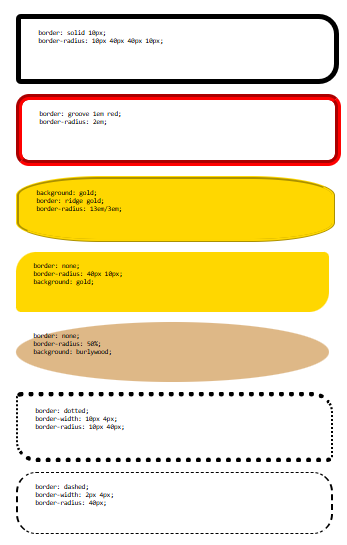 border: solid 10px;
border-radius: 10px 40px 40px 10px;
border: groove 1em red;
border-radius: 2em;
background: gold;
border: ridge gold;
border-radius: 13em/3em;
border: none;
border-radius: 40px 10px;
background: gold;
border: none;
border-radius: 50%;
background: burlywood;
border: dotted;
border-width: 10px 4px;
border-radius: 10px 40px;
border: dashed;
border-width: 2px 4px;
border-radius: 40px;